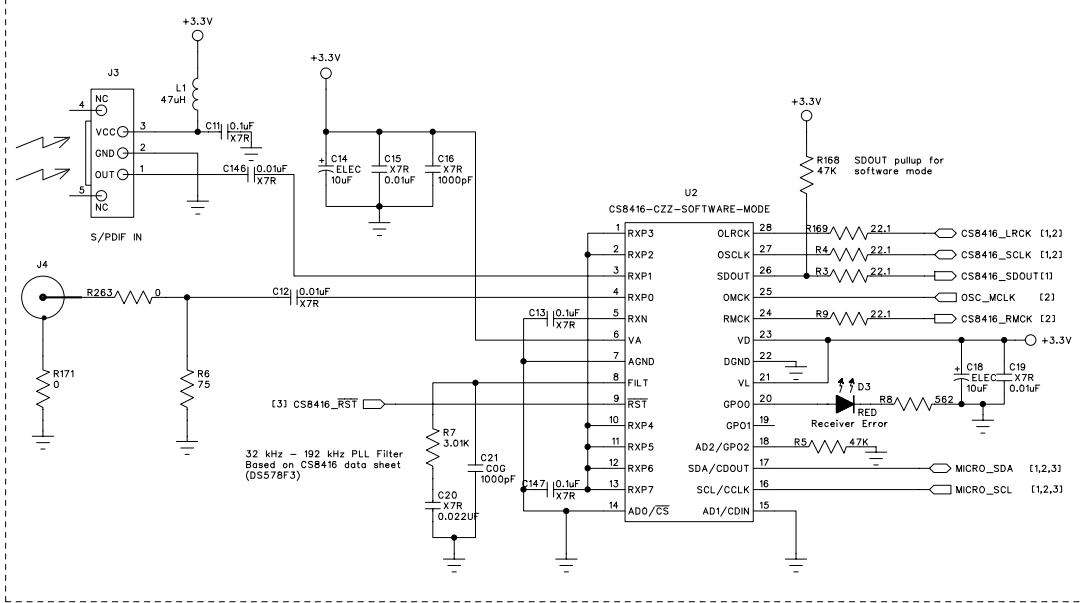 +3.3V
J3
L1
47uH
NC
4
VCC
3
GND
2
OUT
1
5
NC
S/PDIF IN
C11
0.1uF
X7R
C146
0.01uF
X7R
+3.3V
+
C14
ELEC
10uF
C15
X7R
0.01uF
C16
X7R
1000pF
J4
R263
0
R171
0
R6
75
C12
0.01uF
X7R
C13
0.1uF
X7R
[3] CS8416_RST
R7
3.01K
32 kHz – 192 kHz PLL Filter
Based on CS8416 data sheet
(DS578F3)
C20
X7R
0.022UF
C21
COG
1000pF
C147
0.1uF
X7R
U2
CS8416-CZZ-SOFTWARE-MODE
1 RXP3
2 RXP2
3 RXP1
4 RXP0
5 RXN
6 VA
7 AGND
8 FILT
9 RST
10 RXP4
11 RXP5
12 RXP6
13 RXP7
14 AD0/CS
OLRCK 28
OSCLK 27
SDOUT 26
OMCK 25
RMCK 24
VD 23
DGND 22
VL 21
GPO0 20
GPO1 19
AD2/GPO2 18
SDA/CDOUT 17
SCL/CCLK 16
AD1/CDIN 15
+3.3V
R168
47K
SDOUT pullup for
software mode
R169 22.1 CS8416_LRCK [1,2]
R4 22.1 CS8416_SCLK [1,2]
R3 22.1 CS8416_SDOUT[1]
OSC_MCLK [2]
R9 22.1 CS8416_RMCK [2]
+3.3V
+
C18
ELEC
10uF
C19
X7R
0.01uF
D3
RED
Receiver Error
R8 562
R5 47K
MICRO_SDA [1,2,3]
MICRO_SCL [1,2,3]